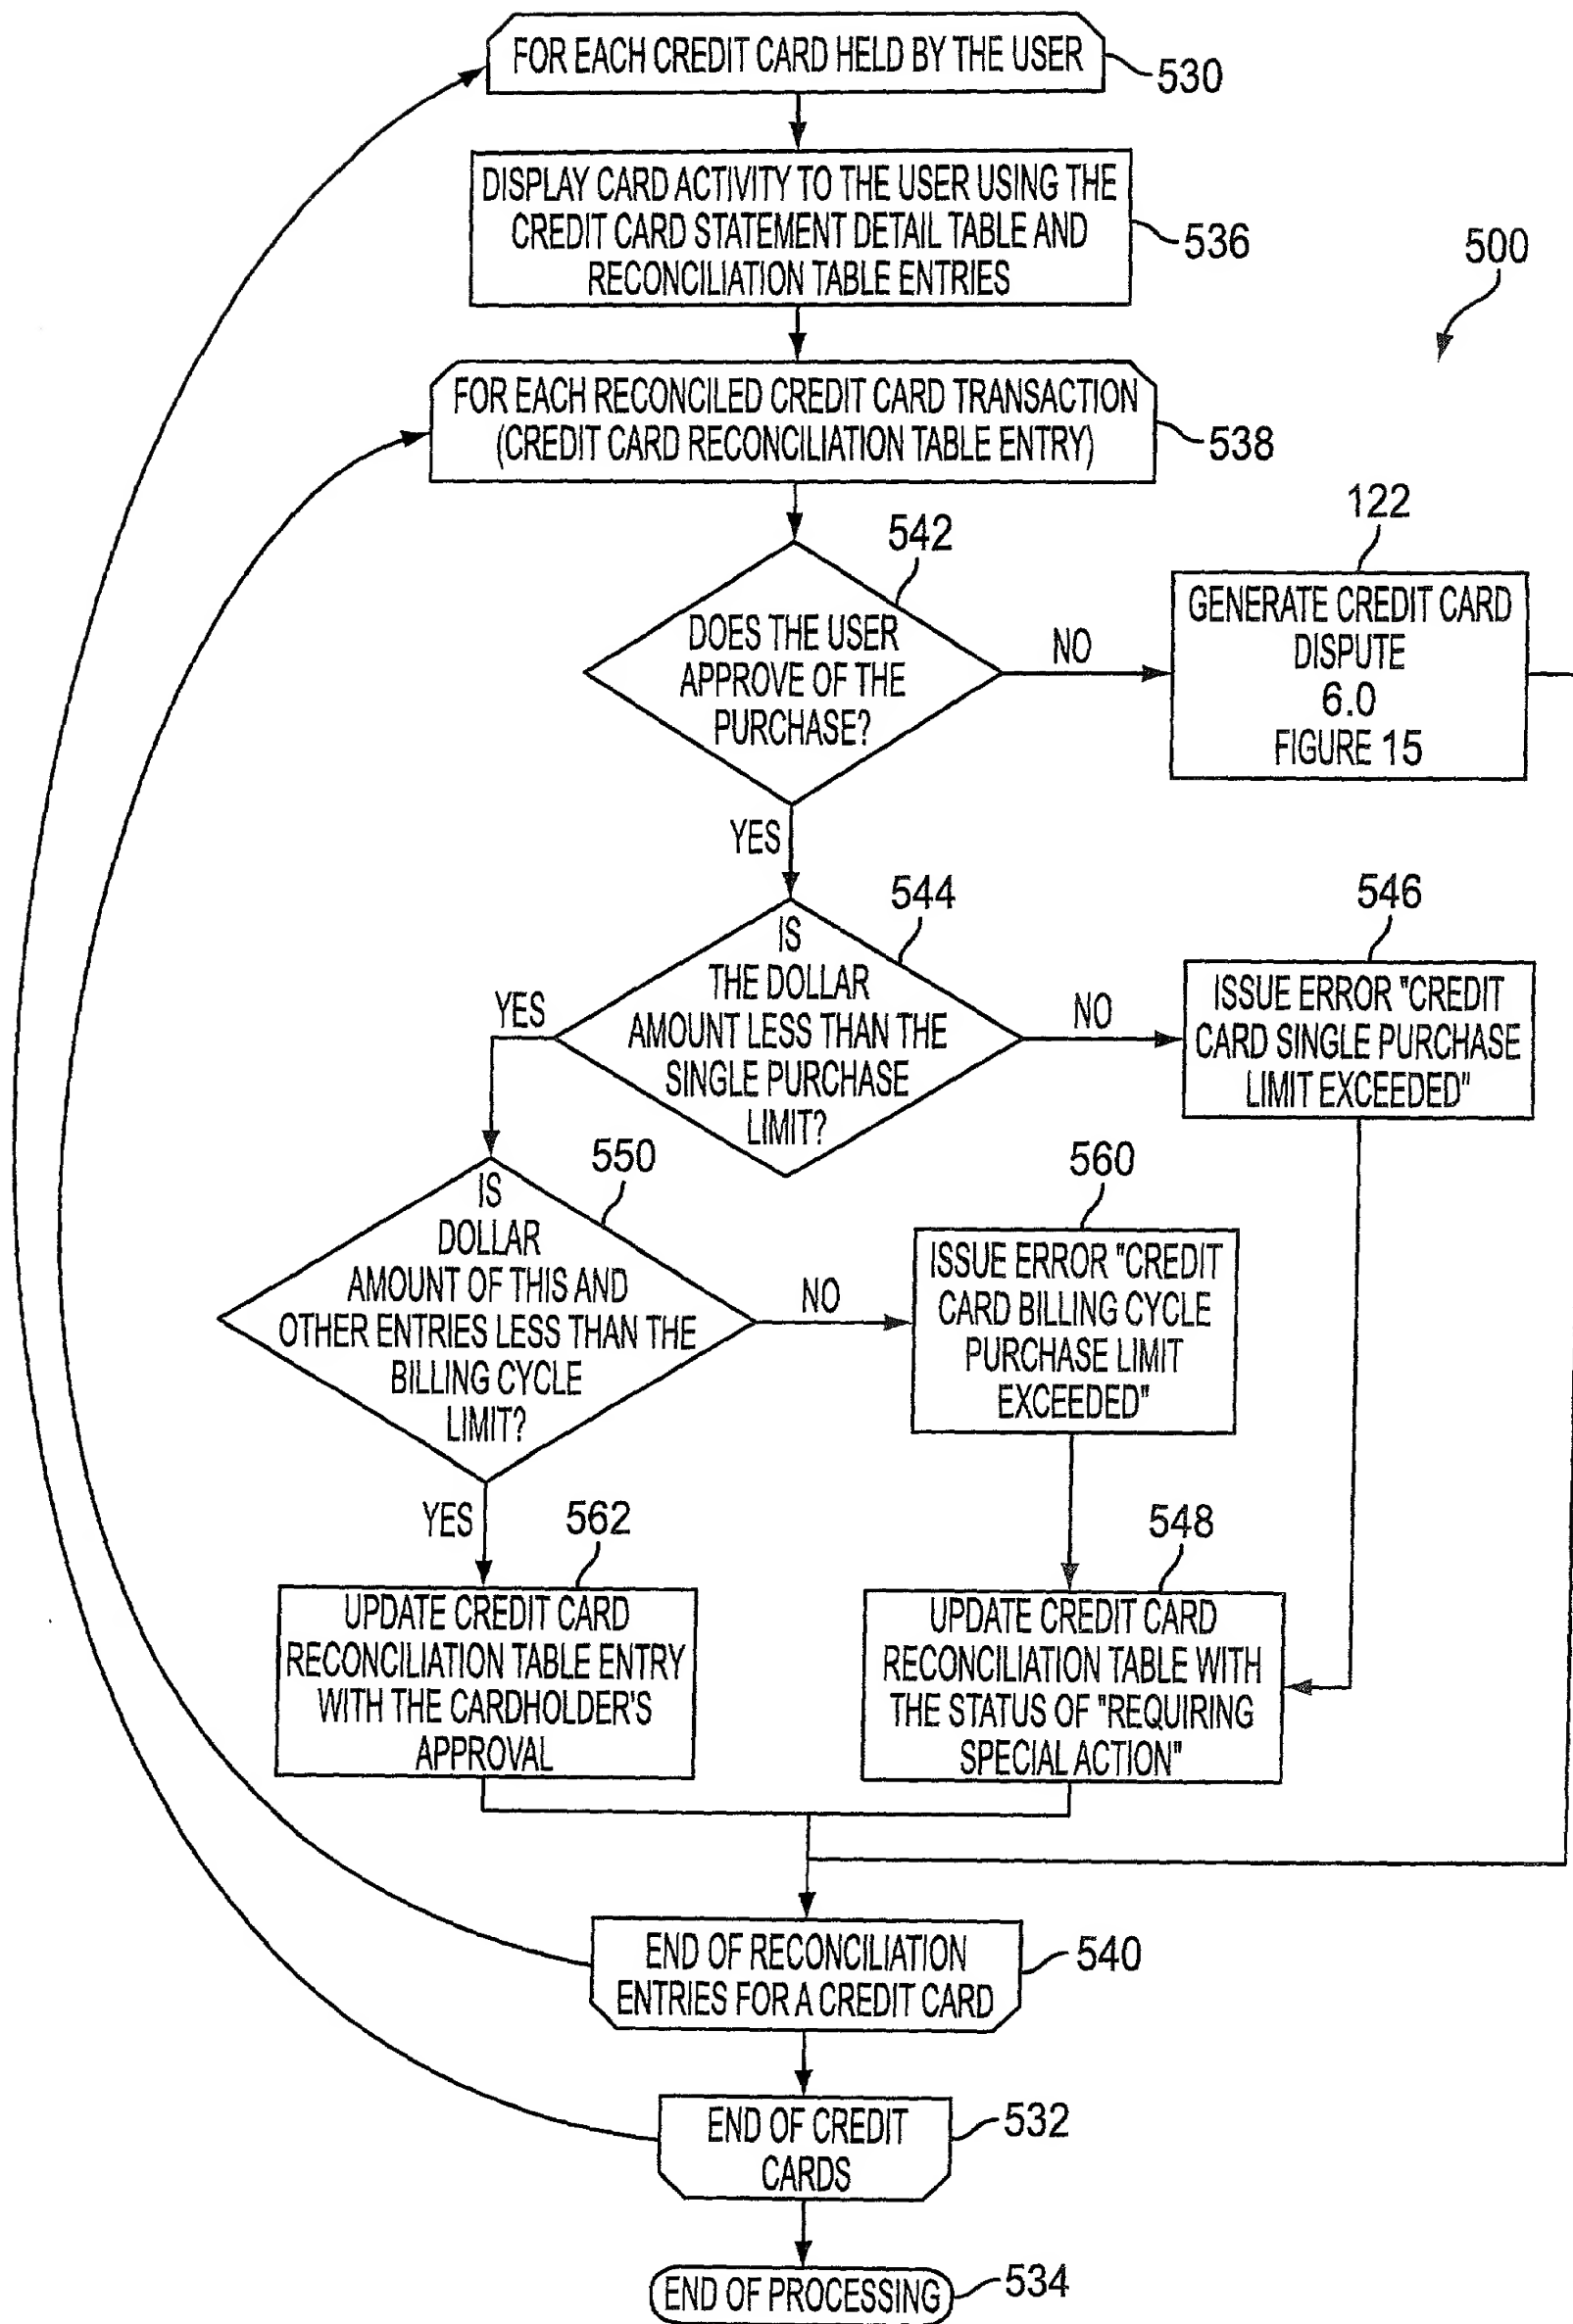 FOR EACH CREDIT CARD HELD BY THE USER
530
DISPLAY CARD ACTIVITY TO THE USER USING THE
CREDIT CARD STATEMENT DETAIL TABLE AND
RECONCILIATION TABLE ENTRIES
536
500
FOR EACH RECONCILED CREDIT CARD TRANSACTION
(CREDIT CARD RECONCILIATION TABLE ENTRY)
538
542
DOES THE USER
APPROVE OF THE
PURCHASE?
NO
122
GENERATE CREDIT CARD
DISPUTE
6.0
FIGURE 15
YES
544
IS
THE DOLLAR
AMOUNT LESS THAN THE
SINGLE PURCHASE
LIMIT?
YES
NO
546
ISSUE ERROR "CREDIT
CARD SINGLE PURCHASE
LIMIT EXCEEDED"
550
IS
DOLLAR
AMOUNT OF THIS AND
OTHER ENTRIES LESS THAN THE
BILLING CYCLE
LIMIT?
NO
560
ISSUE ERROR "CREDIT
CARD BILLING CYCLE
PURCHASE LIMIT
EXCEEDED"
YES
562
UPDATE CREDIT CARD
RECONCILIATION TABLE ENTRY
WITH THE CARDHOLDER'S
APPROVAL
548
UPDATE CREDIT CARD
RECONCILIATION TABLE WITH
THE STATUS OF "REQUIRING
SPECIAL ACTION"
END OF RECONCILIATION
ENTRIES FOR A CREDIT CARD
540
END OF CREDIT
CARDS
532
END OF PROCESSING
534